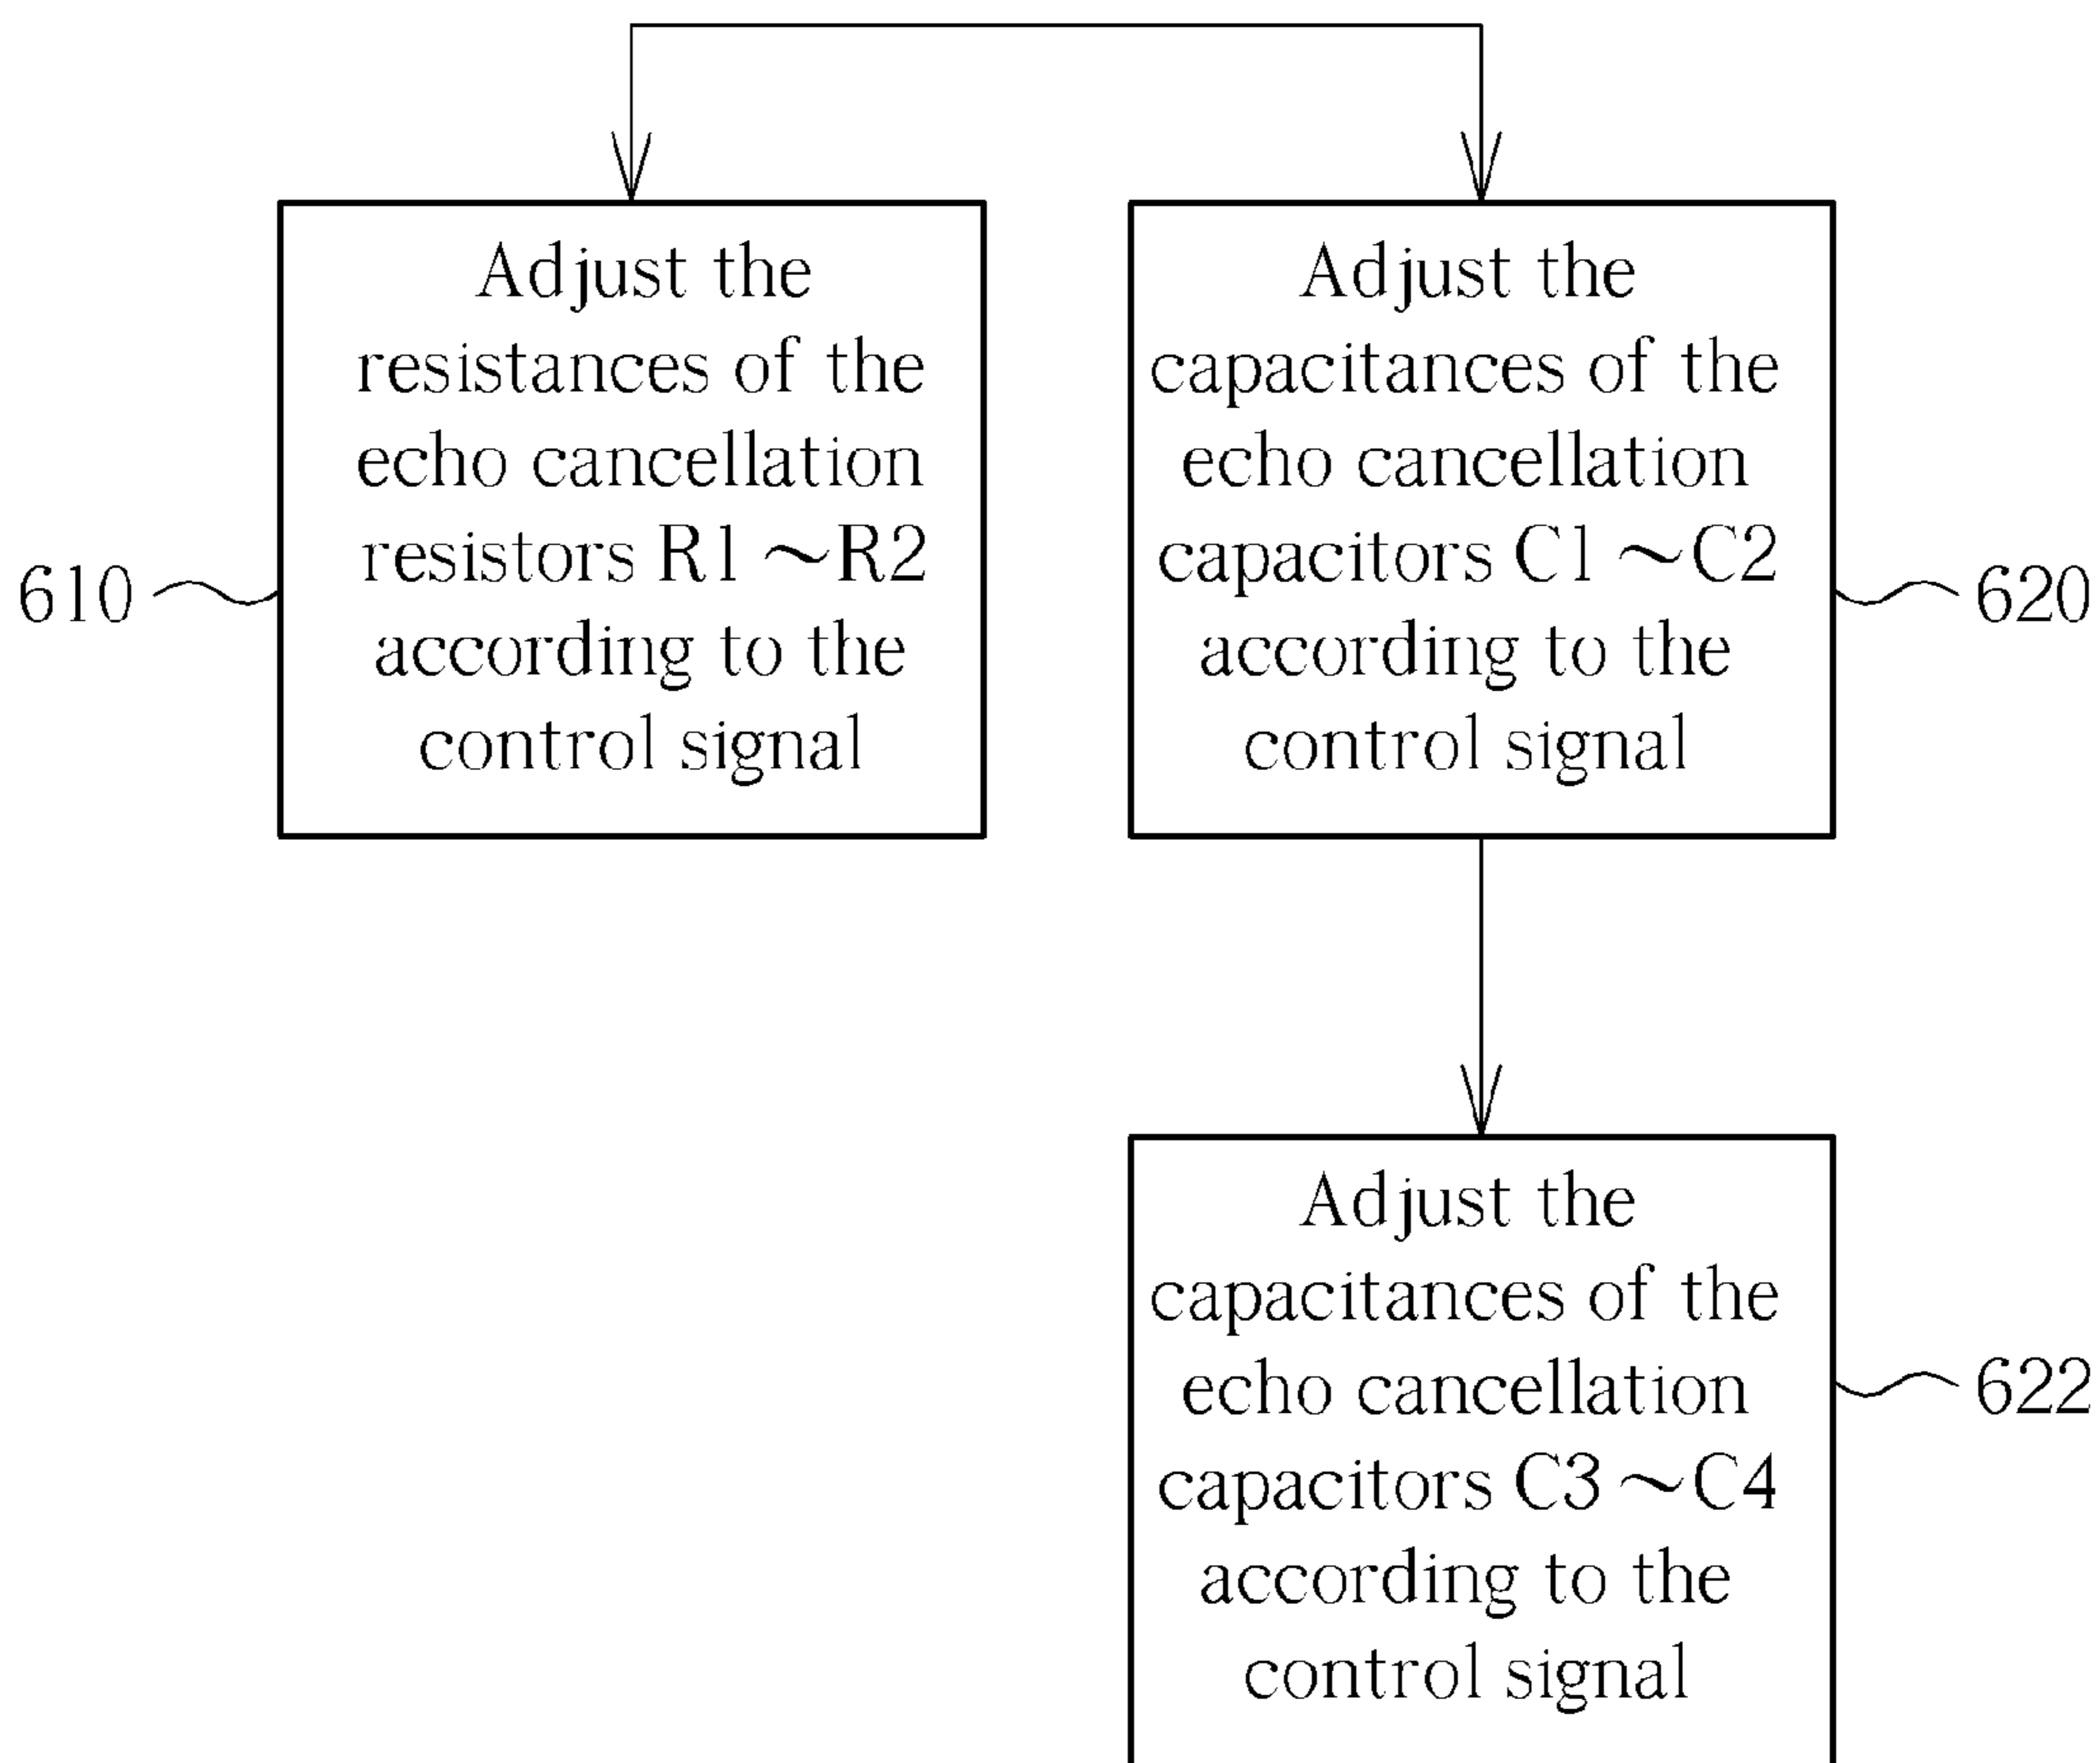 Adjust the
resistances of the
echo cancellation
resistors R1～R2
according to the
control signal
610
Adjust the
capacitances of the
echo cancellation
capacitors C1～C2
according to the
control signal
620
Adjust the
capacitances of the
echo cancellation
capacitors C3～C4
according to the
control signal
622